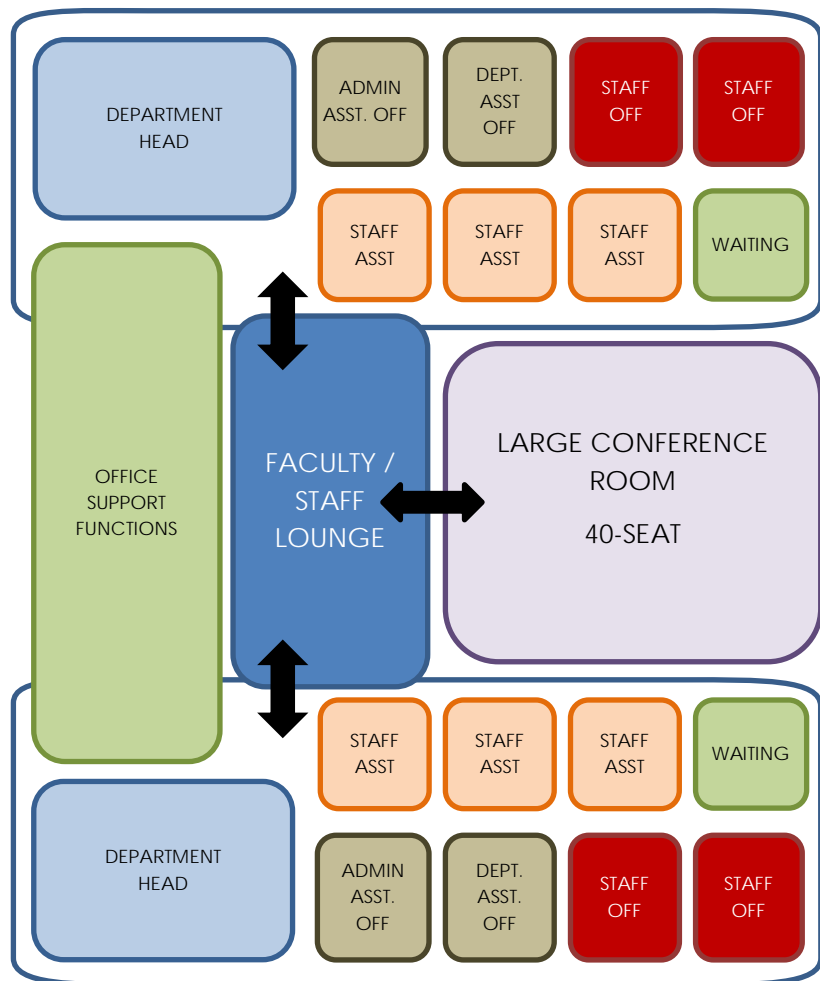 DEPARTMENT
HEAD
ADMIN
ASST. OFF
DEPT.
ASST
OFF
STAFF
OFF
STAFF
OFF
STAFF
ASST
STAFF
ASST
STAFF
ASST
WAITING
OFFICE
SUPPORT
FUNCTIONS
FACULTY /
STAFF
LOUNGE
LARGE CONFERENCE
ROOM
40-SEAT
STAFF
ASST
STAFF
ASST
STAFF
ASST
WAITING
DEPARTMENT
HEAD
ADMIN
ASST.
OFF
DEPT.
ASST.
OFF
STAFF
OFF
STAFF
OFF